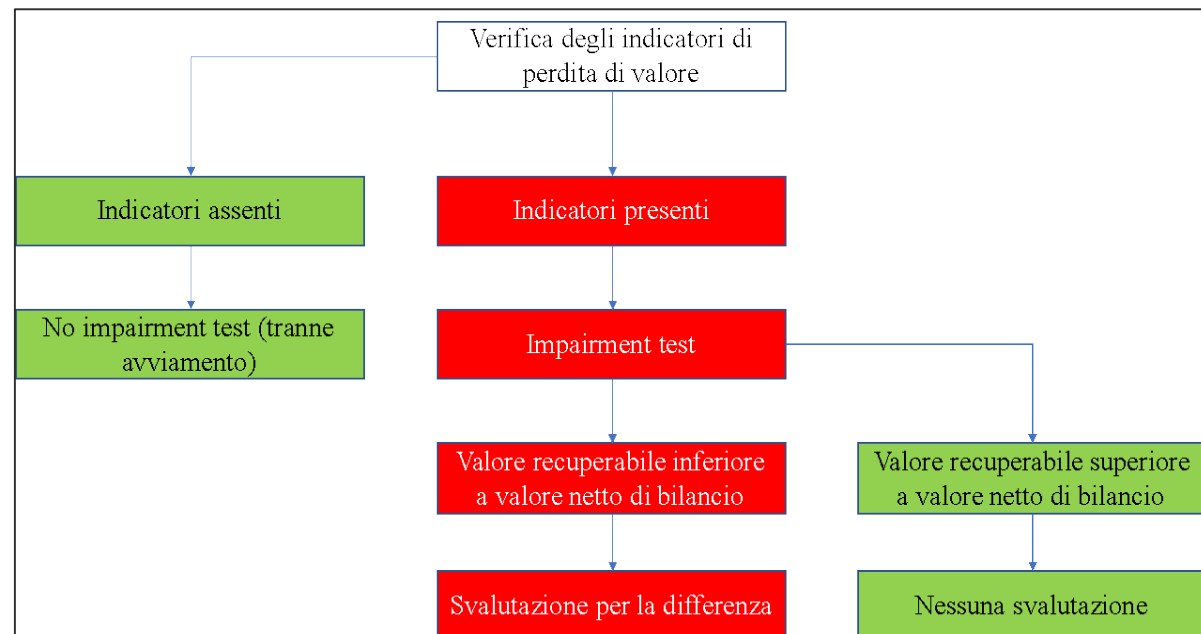 Verifica degli indicatori di
perdita di valore
Indicatori assenti
Indicatori presenti
No impairment test (tranne
avviamento)
Impairment test
Valore recuperabile inferiore
a valore netto di bilancio
Valore recuperabile superiore
a valore netto di bilancio
Svalutazione per la differenza
Nessuna svalutazione